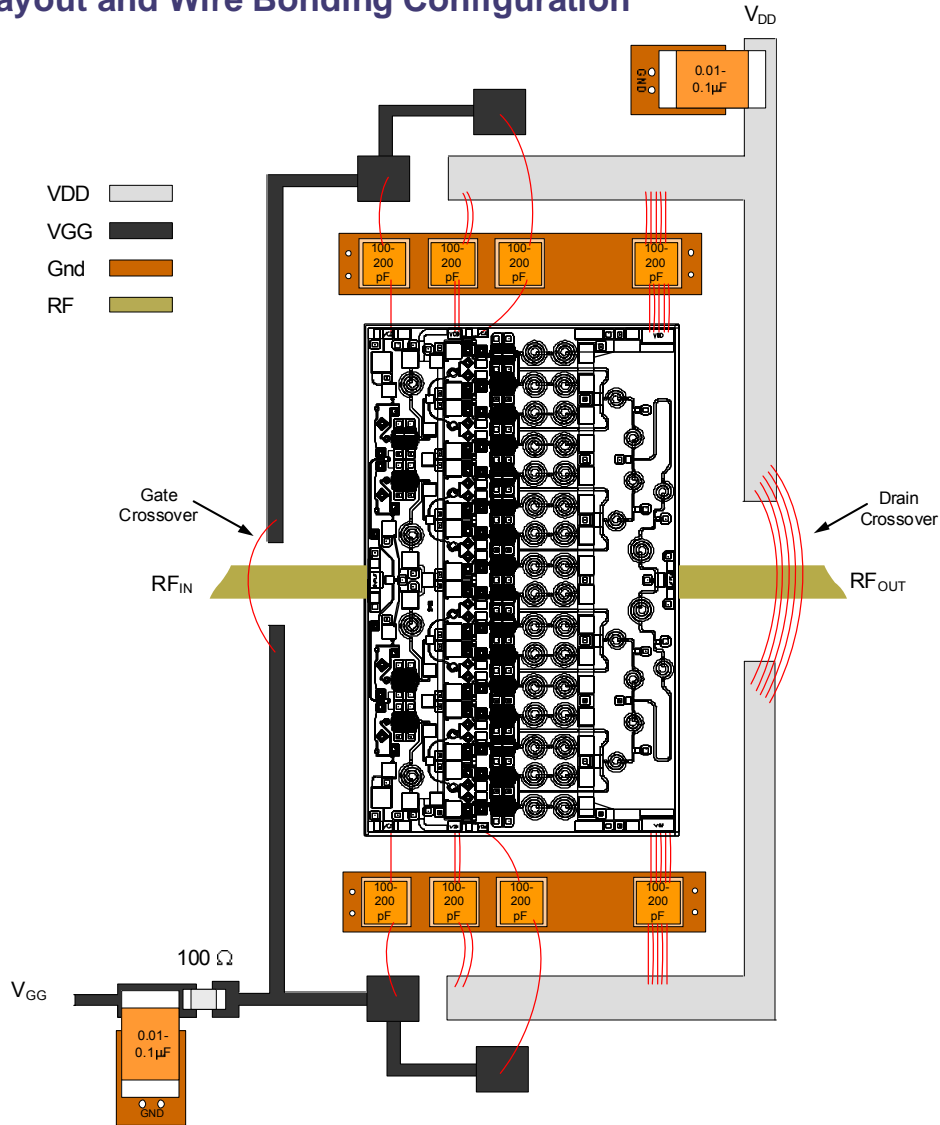 ayout and Wire Bonding Configuration
VDD
GND
0.01-
0.1µF
VDD
VGG
Gnd
RF
100-
200
pF
100-
200
pF
100-
200
pF
100-
200
pF
Gate
Crossover
Drain
Crossover
RFIN
RFOUT
100-
200
pF
100-
200
pF
100-
200
pF
100-
200
pF
100 Ω
VGG
0.01-
0.1µF
GND